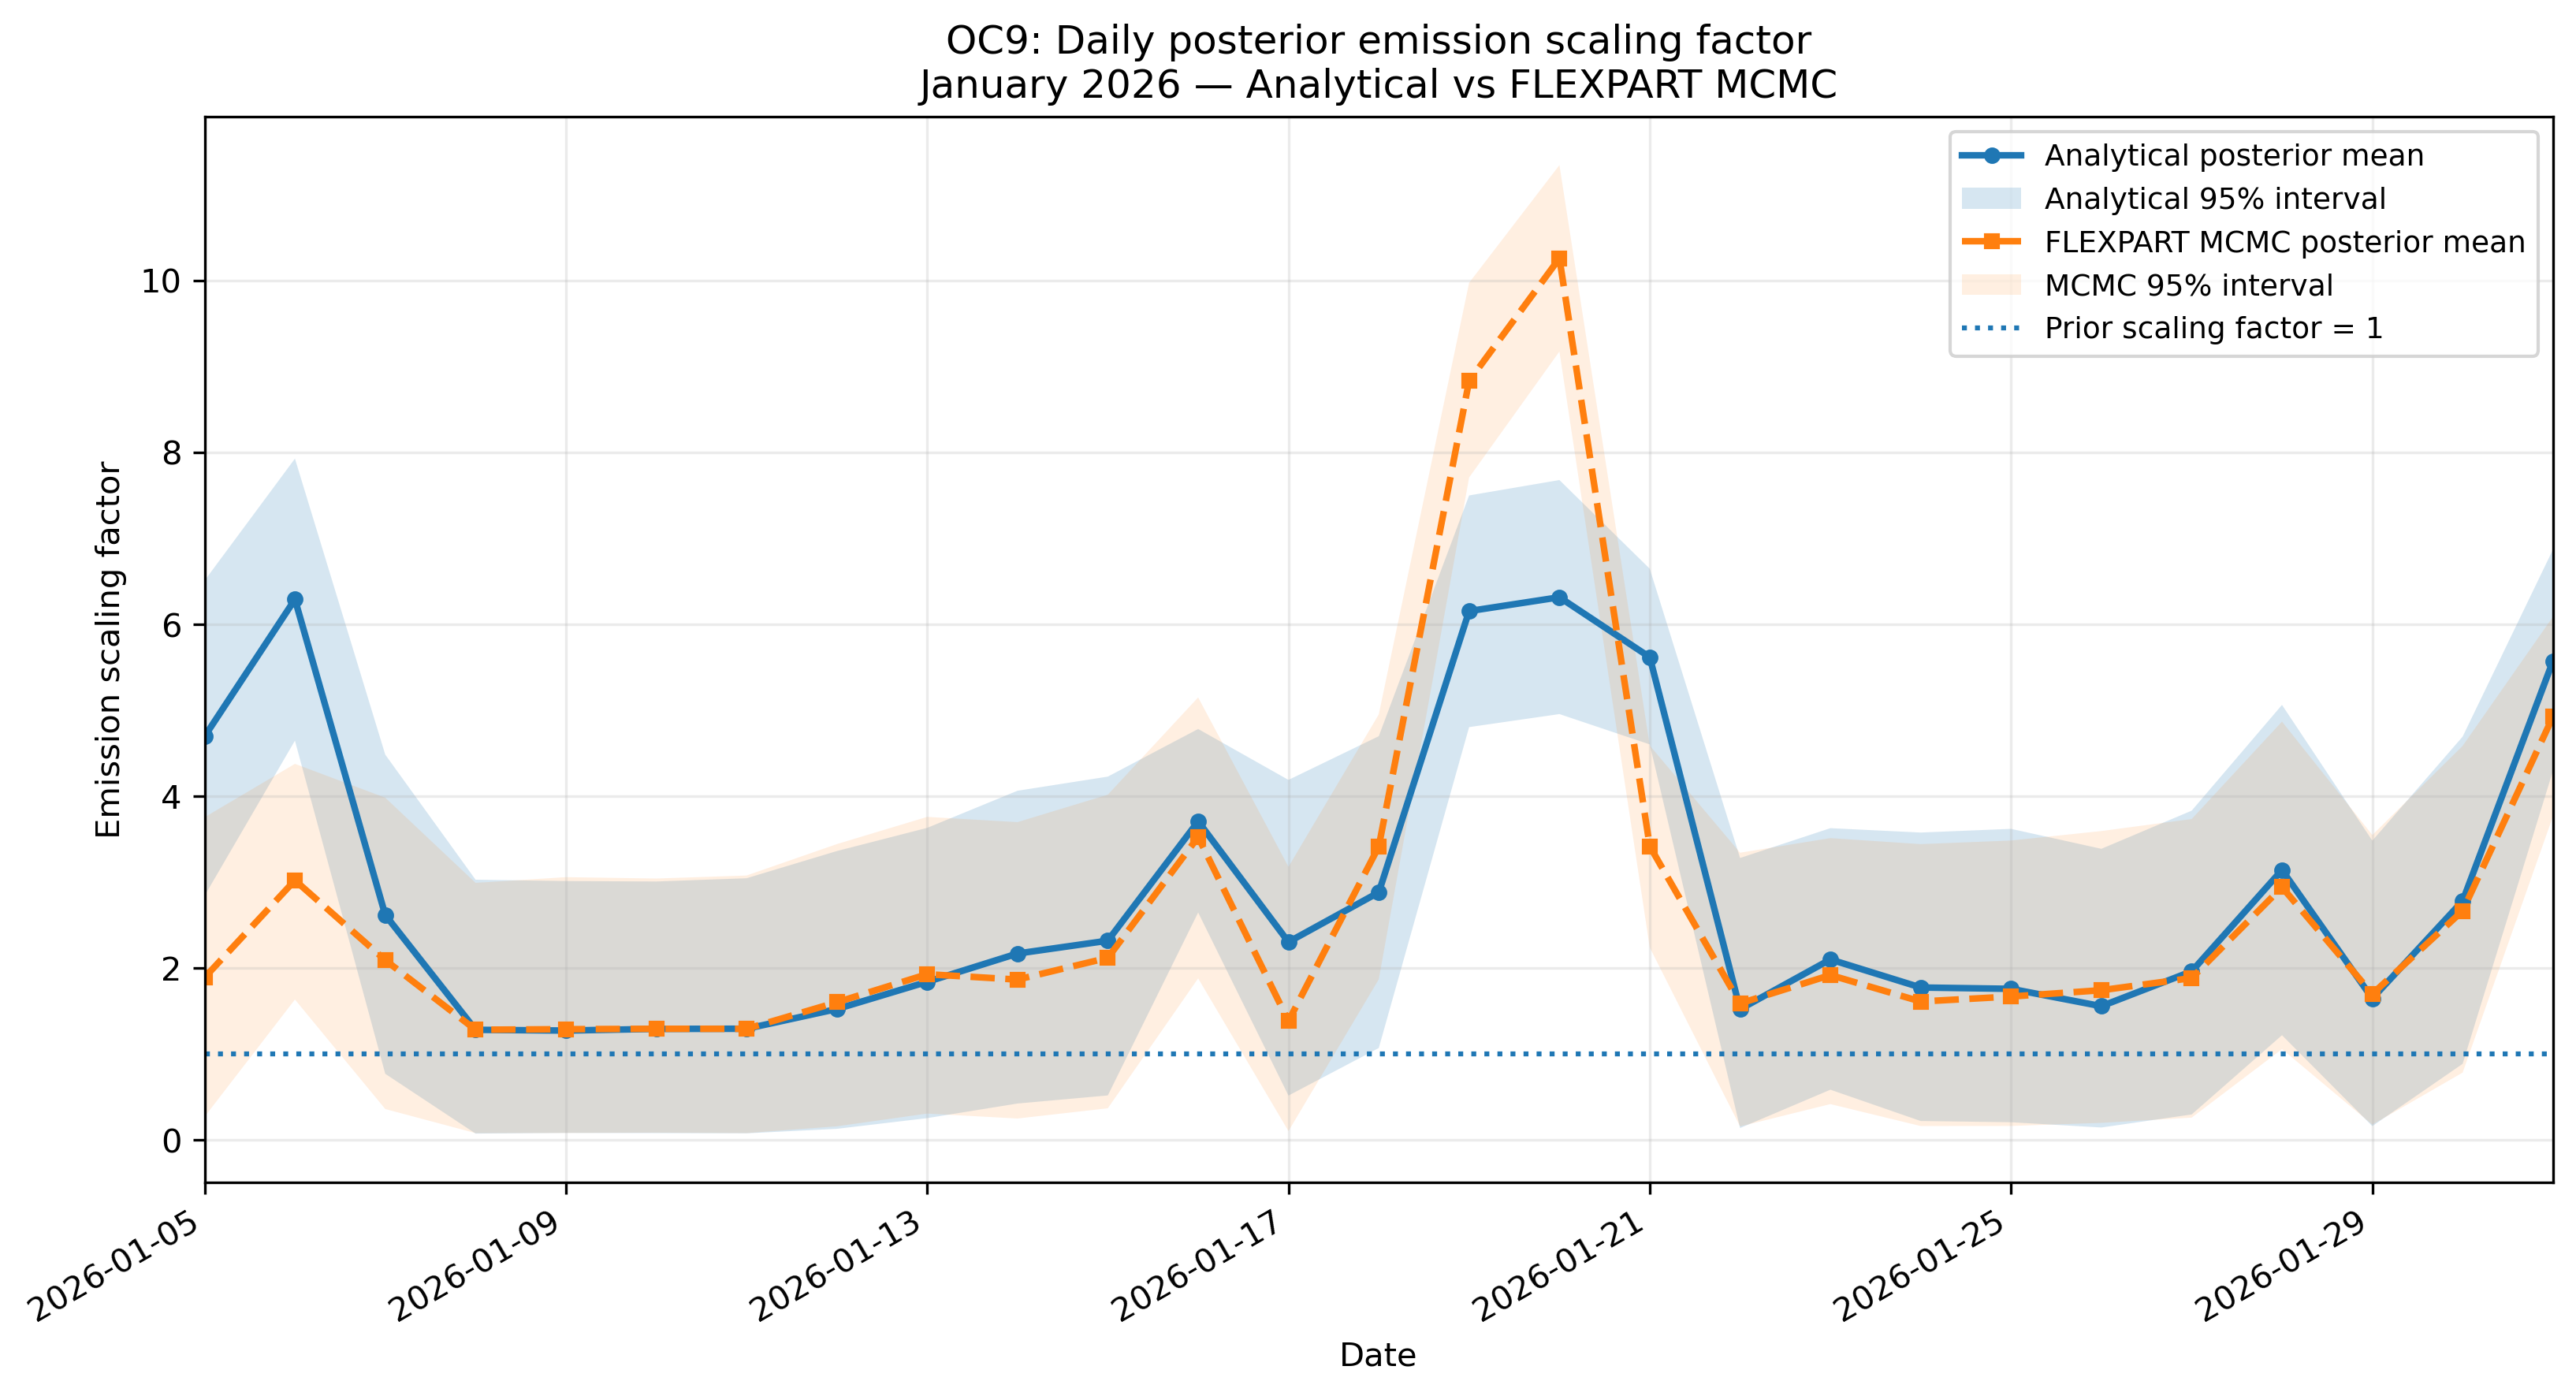 OC9: Daily posterior emission scaling factor
January 2026 — Analytical vs FLEXPART MCMC
Analytical posterior mean
Analytical 95% interval
FLEXPART MCMC posterior mean
MCMC 95% interval
Prior scaling factor = 1
Emission scaling factor
10
8
6
4
2
0
2026-01-05
2026-01-09
2026-01-13
2026-01-17
2026-01-21
2026-01-25
2026-01-29
Date